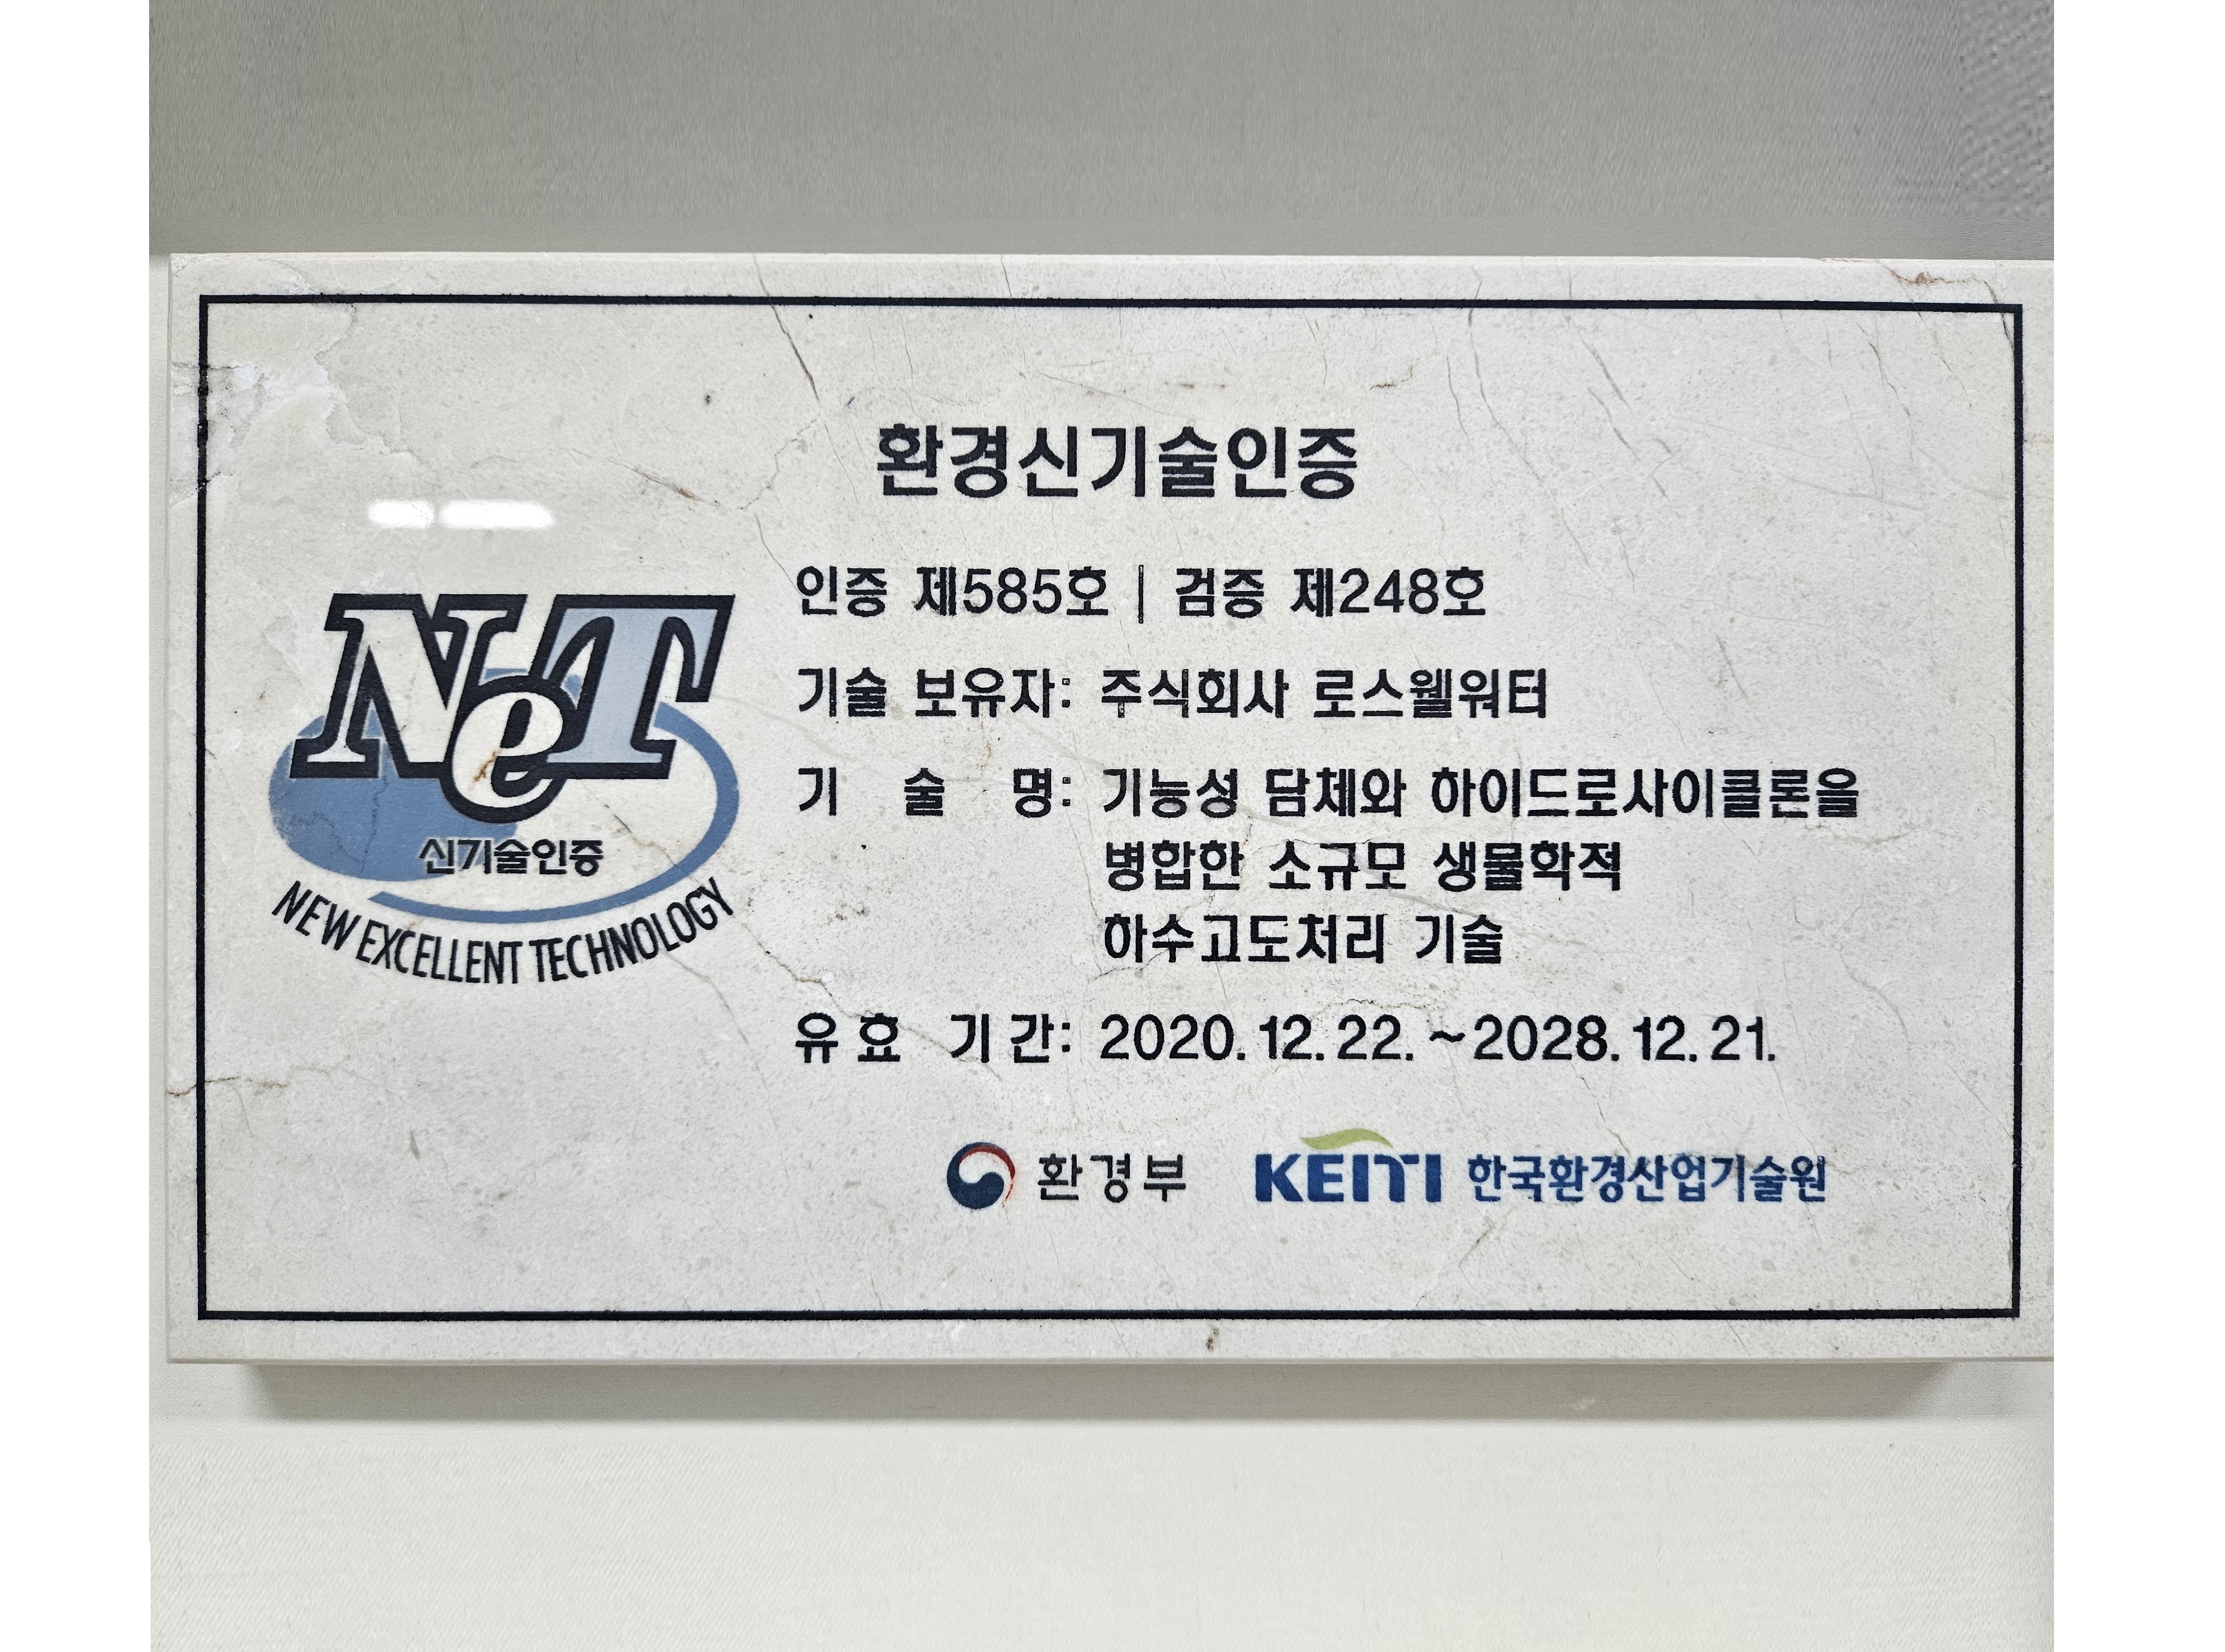 환경신기술인증
인증 제585호 | 검증 제248호
기술 보유자: 주식회사 로스웰워터
기 술 명: 기능성 담체와 하이드로사이클론을
병합한 소규모 생물학적
하수고도처리 기술
유효 기간: 2020. 12. 22. ~ 2028. 12. 21.
NeT
신기술인증
NEW EXCELLENT TECHNOLOGY
환경부 KEITI 한국환경산업기술원